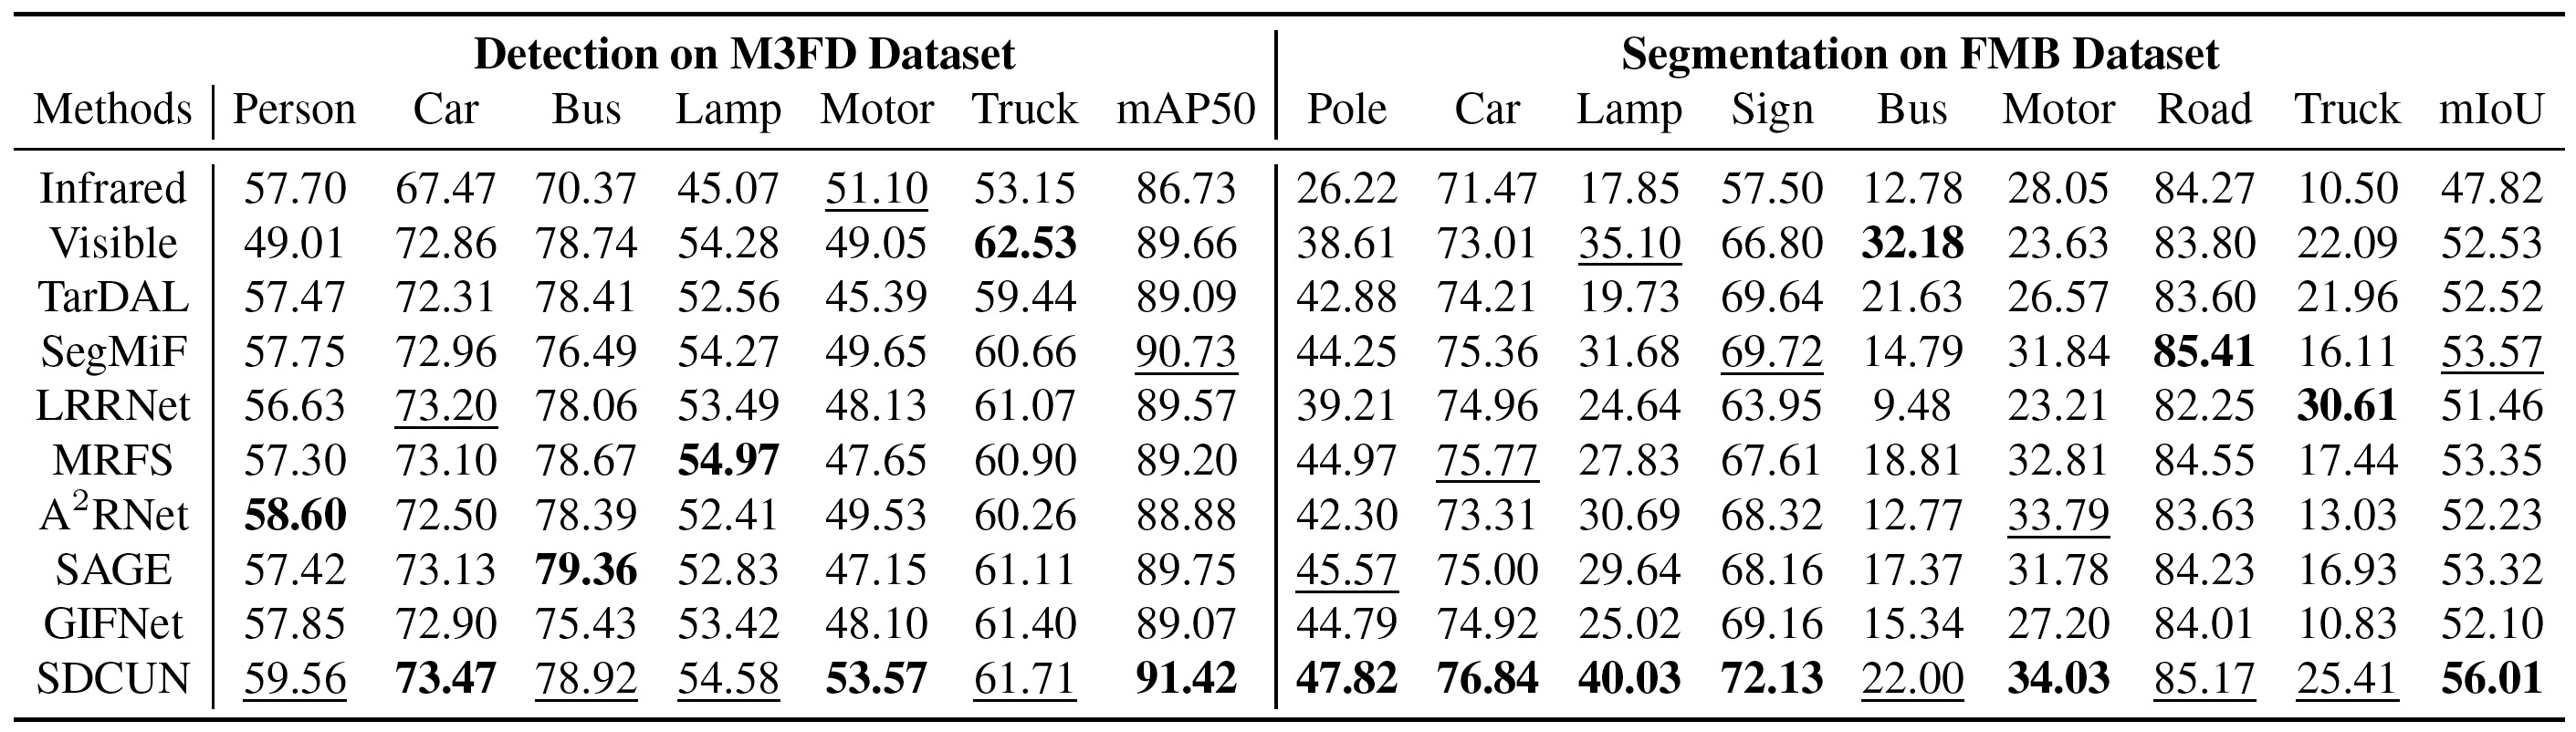 Detection on M3FD Dataset Segmentation on FMB Dataset
Methods Person Car Bus Lamp Motor Truck mAP50 Pole Car Lamp Sign Bus Motor Road Truck mIoU
Infrared 57.70 67.47 70.37 45.07 51.10 53.15 86.73 26.22 71.47 17.85 57.50 12.78 28.05 84.27 10.50 47.82
Visible 49.01 72.86 78.74 54.28 49.05 62.53 89.66 38.61 73.01 35.10 66.80 32.18 23.63 83.80 22.09 52.53
TarDAL 57.47 72.31 78.41 52.56 45.39 59.44 89.09 42.88 74.21 19.73 69.64 21.63 26.57 83.60 21.96 52.52
SegMiF 57.75 72.96 76.49 54.27 49.65 60.66 90.73 44.25 75.36 31.68 69.72 14.79 31.84 85.41 16.11 53.57
LRRNet 56.63 73.20 78.06 53.49 48.13 61.07 89.57 39.21 74.96 24.64 63.95 9.48 23.21 82.25 30.61 51.46
MRFS 57.30 73.10 78.67 54.97 47.65 60.90 89.20 44.97 75.77 27.83 67.61 18.81 32.81 84.55 17.44 53.35
A²RNet 58.60 72.50 78.39 52.41 49.53 60.26 88.88 42.30 73.31 30.69 68.32 12.77 33.79 83.63 13.03 52.23
SAGE 57.42 73.13 79.36 52.83 47.15 61.11 89.75 45.57 75.00 29.64 68.16 17.37 31.78 84.23 16.93 53.32
GIFNet 57.85 72.90 75.43 53.42 48.10 61.40 89.07 44.79 74.92 25.02 69.16 15.34 27.20 84.01 10.83 52.10
SDCUN 59.56 73.47 78.92 54.58 53.57 61.71 91.42 47.82 76.84 40.03 72.13 22.00 34.03 85.17 25.41 56.01